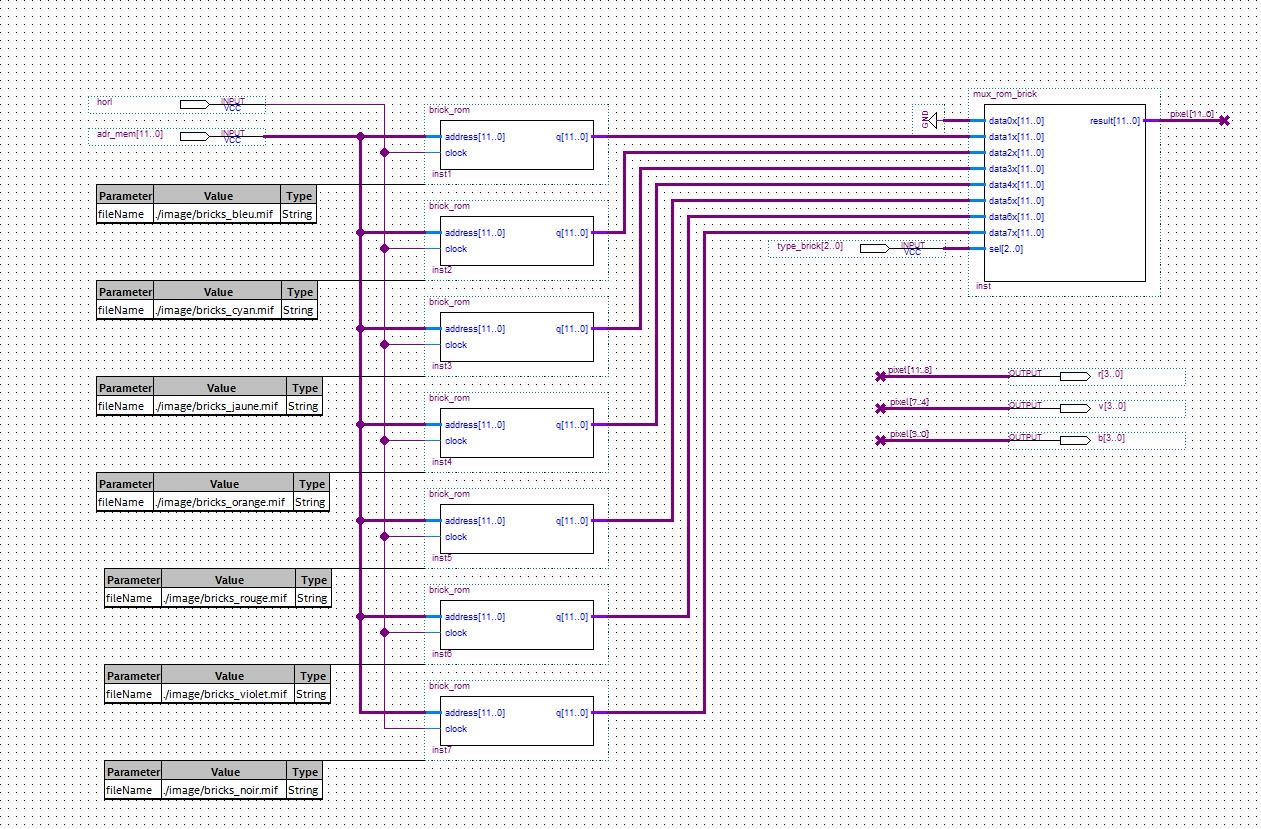 horl
INPUT
VCC
adr_mem[11..0]
INPUT
VCC
brick_rom
address[11..0]
q[11..0]
clock
inst1
Parameter Value Type
fileName ./image/bricks_bleu.mif String
brick_rom
address[11..0]
q[11..0]
clock
inst2
Parameter Value Type
fileName ./image/bricks_cyan.mif String
brick_rom
address[11..0]
q[11..0]
clock
inst3
Parameter Value Type
fileName ./image/bricks_jaune.mif String
brick_rom
address[11..0]
q[11..0]
clock
inst4
Parameter Value Type
fileName ./image/bricks_orange.mif String
brick_rom
address[11..0]
q[11..0]
clock
inst5
Parameter Value Type
fileName ./image/bricks_rouge.mif String
brick_rom
address[11..0]
q[11..0]
clock
inst6
Parameter Value Type
fileName ./image/bricks_violet.mif String
brick_rom
address[11..0]
q[11..0]
clock
inst7
Parameter Value Type
fileName ./image/bricks_noir.mif String
mux_rom_brick
GND
data0x[11..0]
result[11..0]
pixel[11..0]
data1x[11..0]
data2x[11..0]
data3x[11..0]
data4x[11..0]
data5x[11..0]
data6x[11..0]
data7x[11..0]
type_brick[2..0]
INPUT
VCC
sel[2..0]
inst
pixel[11..8]
OUTPUT
r[3..0]
pixel[7..4]
OUTPUT
v[3..0]
pixel[3..0]
OUTPUT
b[3..0]